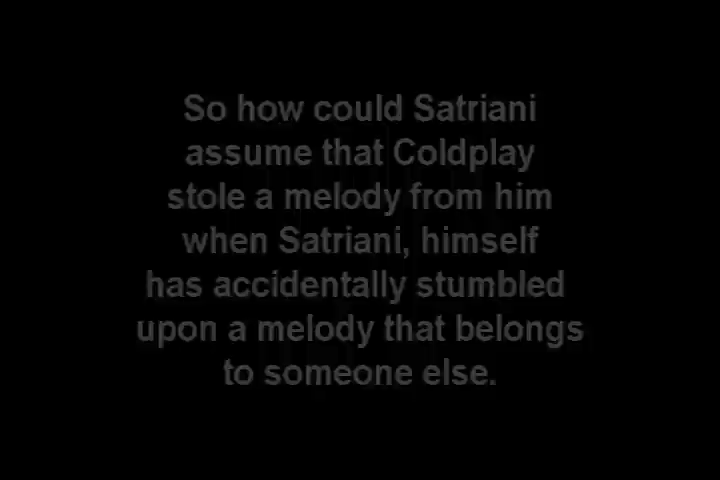 So how could Satriani
assume that Coldplay
stole a melody from him
when Satriani, himself
has accidentally stumbled
upon a melody that belongs
to someone else.